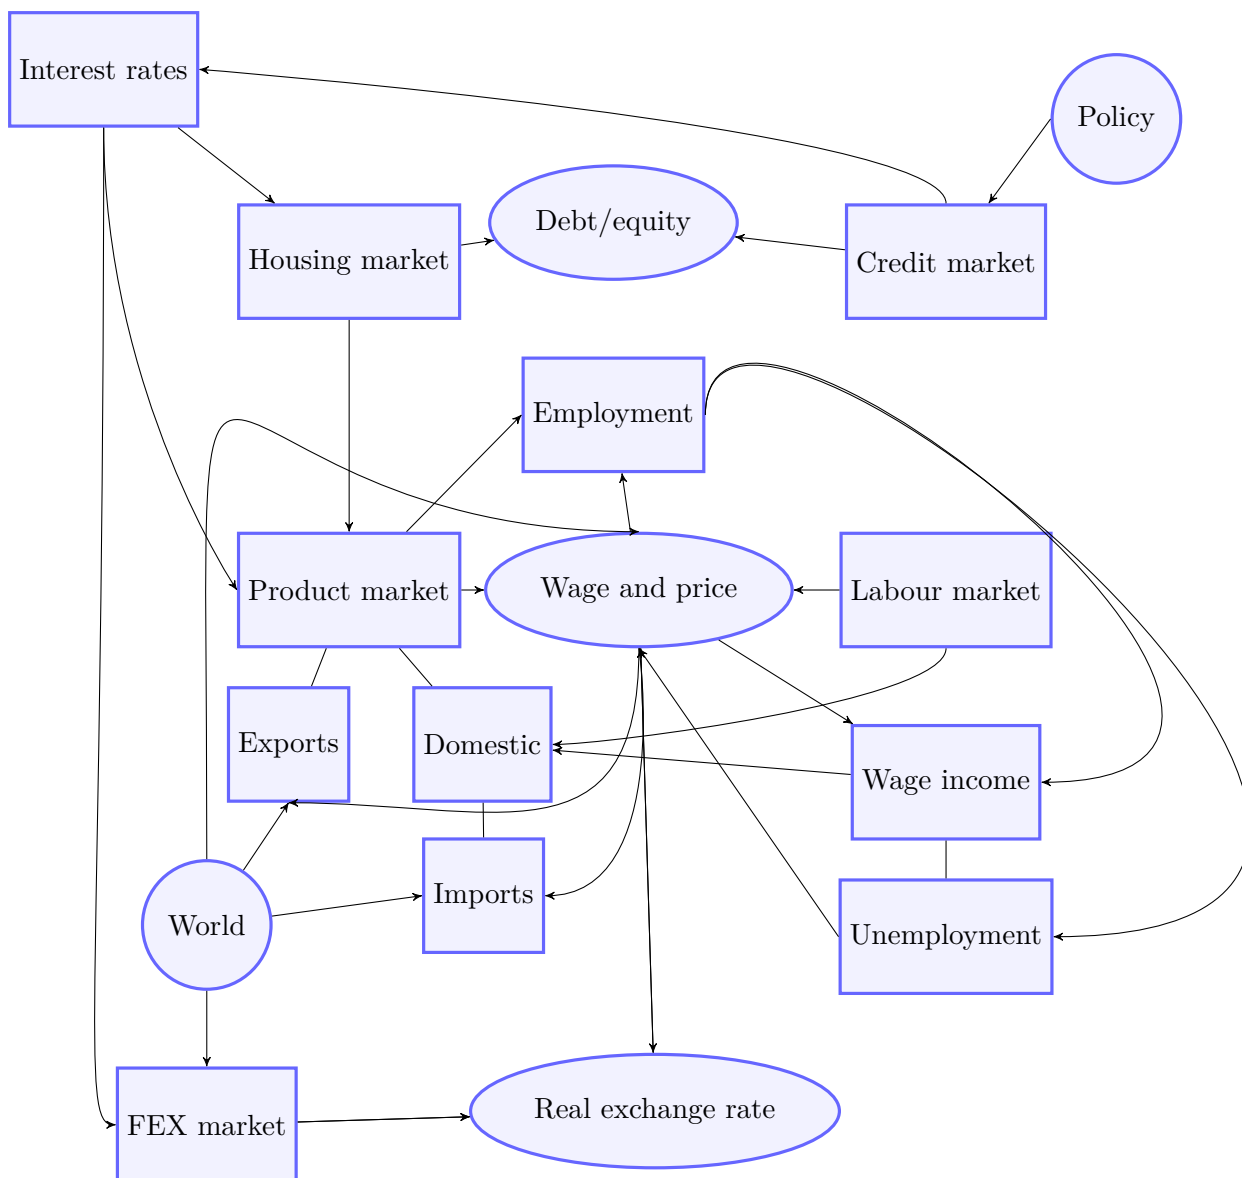 Interest rates
Policy
Debt/equity
Housing market
Credit market
Employment
Product market
Wage and price
Labour market
Exports
Domestic
Wage income
Imports
World
Unemployment
Real exchange rate
FEX market